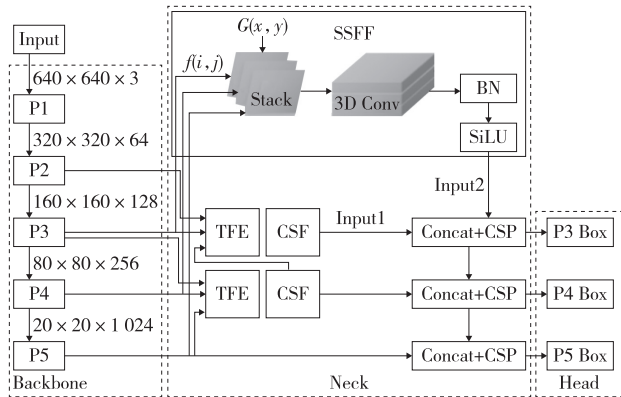 Input
640 × 640 × 3
P1
320 × 320 × 64
P2
160 × 160 × 128
P3
80 × 80 × 256
P4
20 × 20 × 1 024
P5
Backbone
G(x, y)
SSFF
f(i, j)
Stack
3D Conv
BN
SiLU
Input2
TFE
CSF
Input1
Concat+CSP
P3 Box
TFE
CSF
Concat+CSP
P4 Box
Concat+CSP
P5 Box
Neck
Head